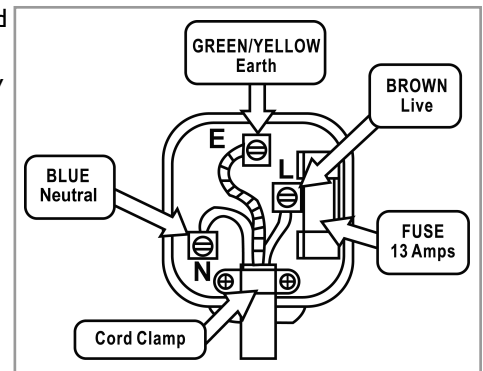 d
y
GREEN/YELLOW
Earth
BROWN
Live
E
L
BLUE
Neutral
N
FUSE
13 Amps
Cord Clamp